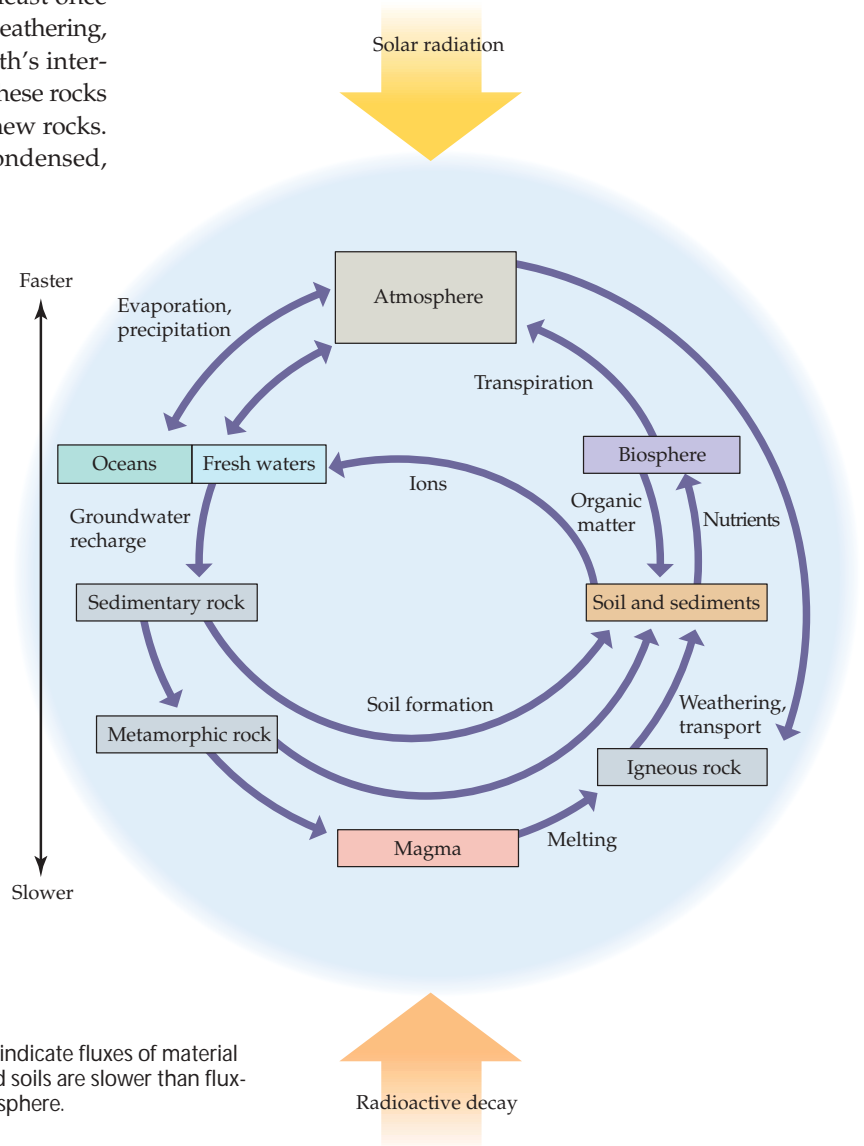 least once
eathering,
th's inter-
hese rocks
new rocks.
ondensed,
Solar radiation
Faster
Atmosphere
Evaporation,
precipitation
Transpiration
Oceans
Fresh waters
Biosphere
Ions
Organic
matter
Nutrients
Groundwater
recharge
Sedimentary rock
Soil and sediments
Soil formation
Weathering,
transport
Metamorphic rock
Igneous rock
Magma
Melting
Slower
indicate fluxes of material
d soils are slower than flux-
sphere.
Radioactive decay